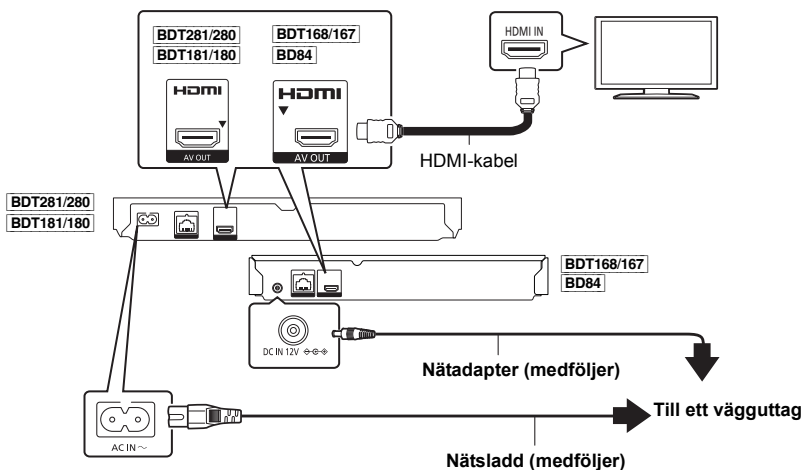 BDT281/280
BDT181/180
BDT168/167
BD84
HDMI
AV OUT
HDMI
AV OUT
HDMI IN
HDMI-kabel
BDT281/280
BDT181/180
BDT168/167
BD84
DC IN 12V
Nätadapter (medföljer)
Till ett vägguttag
AC IN ~
Nätsladd (medföljer)